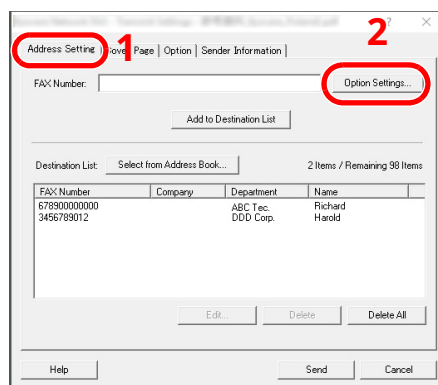 ? 2
Address Setting 1 Cover Page Option Sender Information
FAX Number: Option Settings...
Add to Destination List
Destination List: Select from Address Book... 2 Items / Remaining 98 Items
FAX Number Company Department Name
678900000000 ABC Tec. Richard
3456789012 DDD Corp. Harold
Edit... Delete Delete All
Help Send Cancel